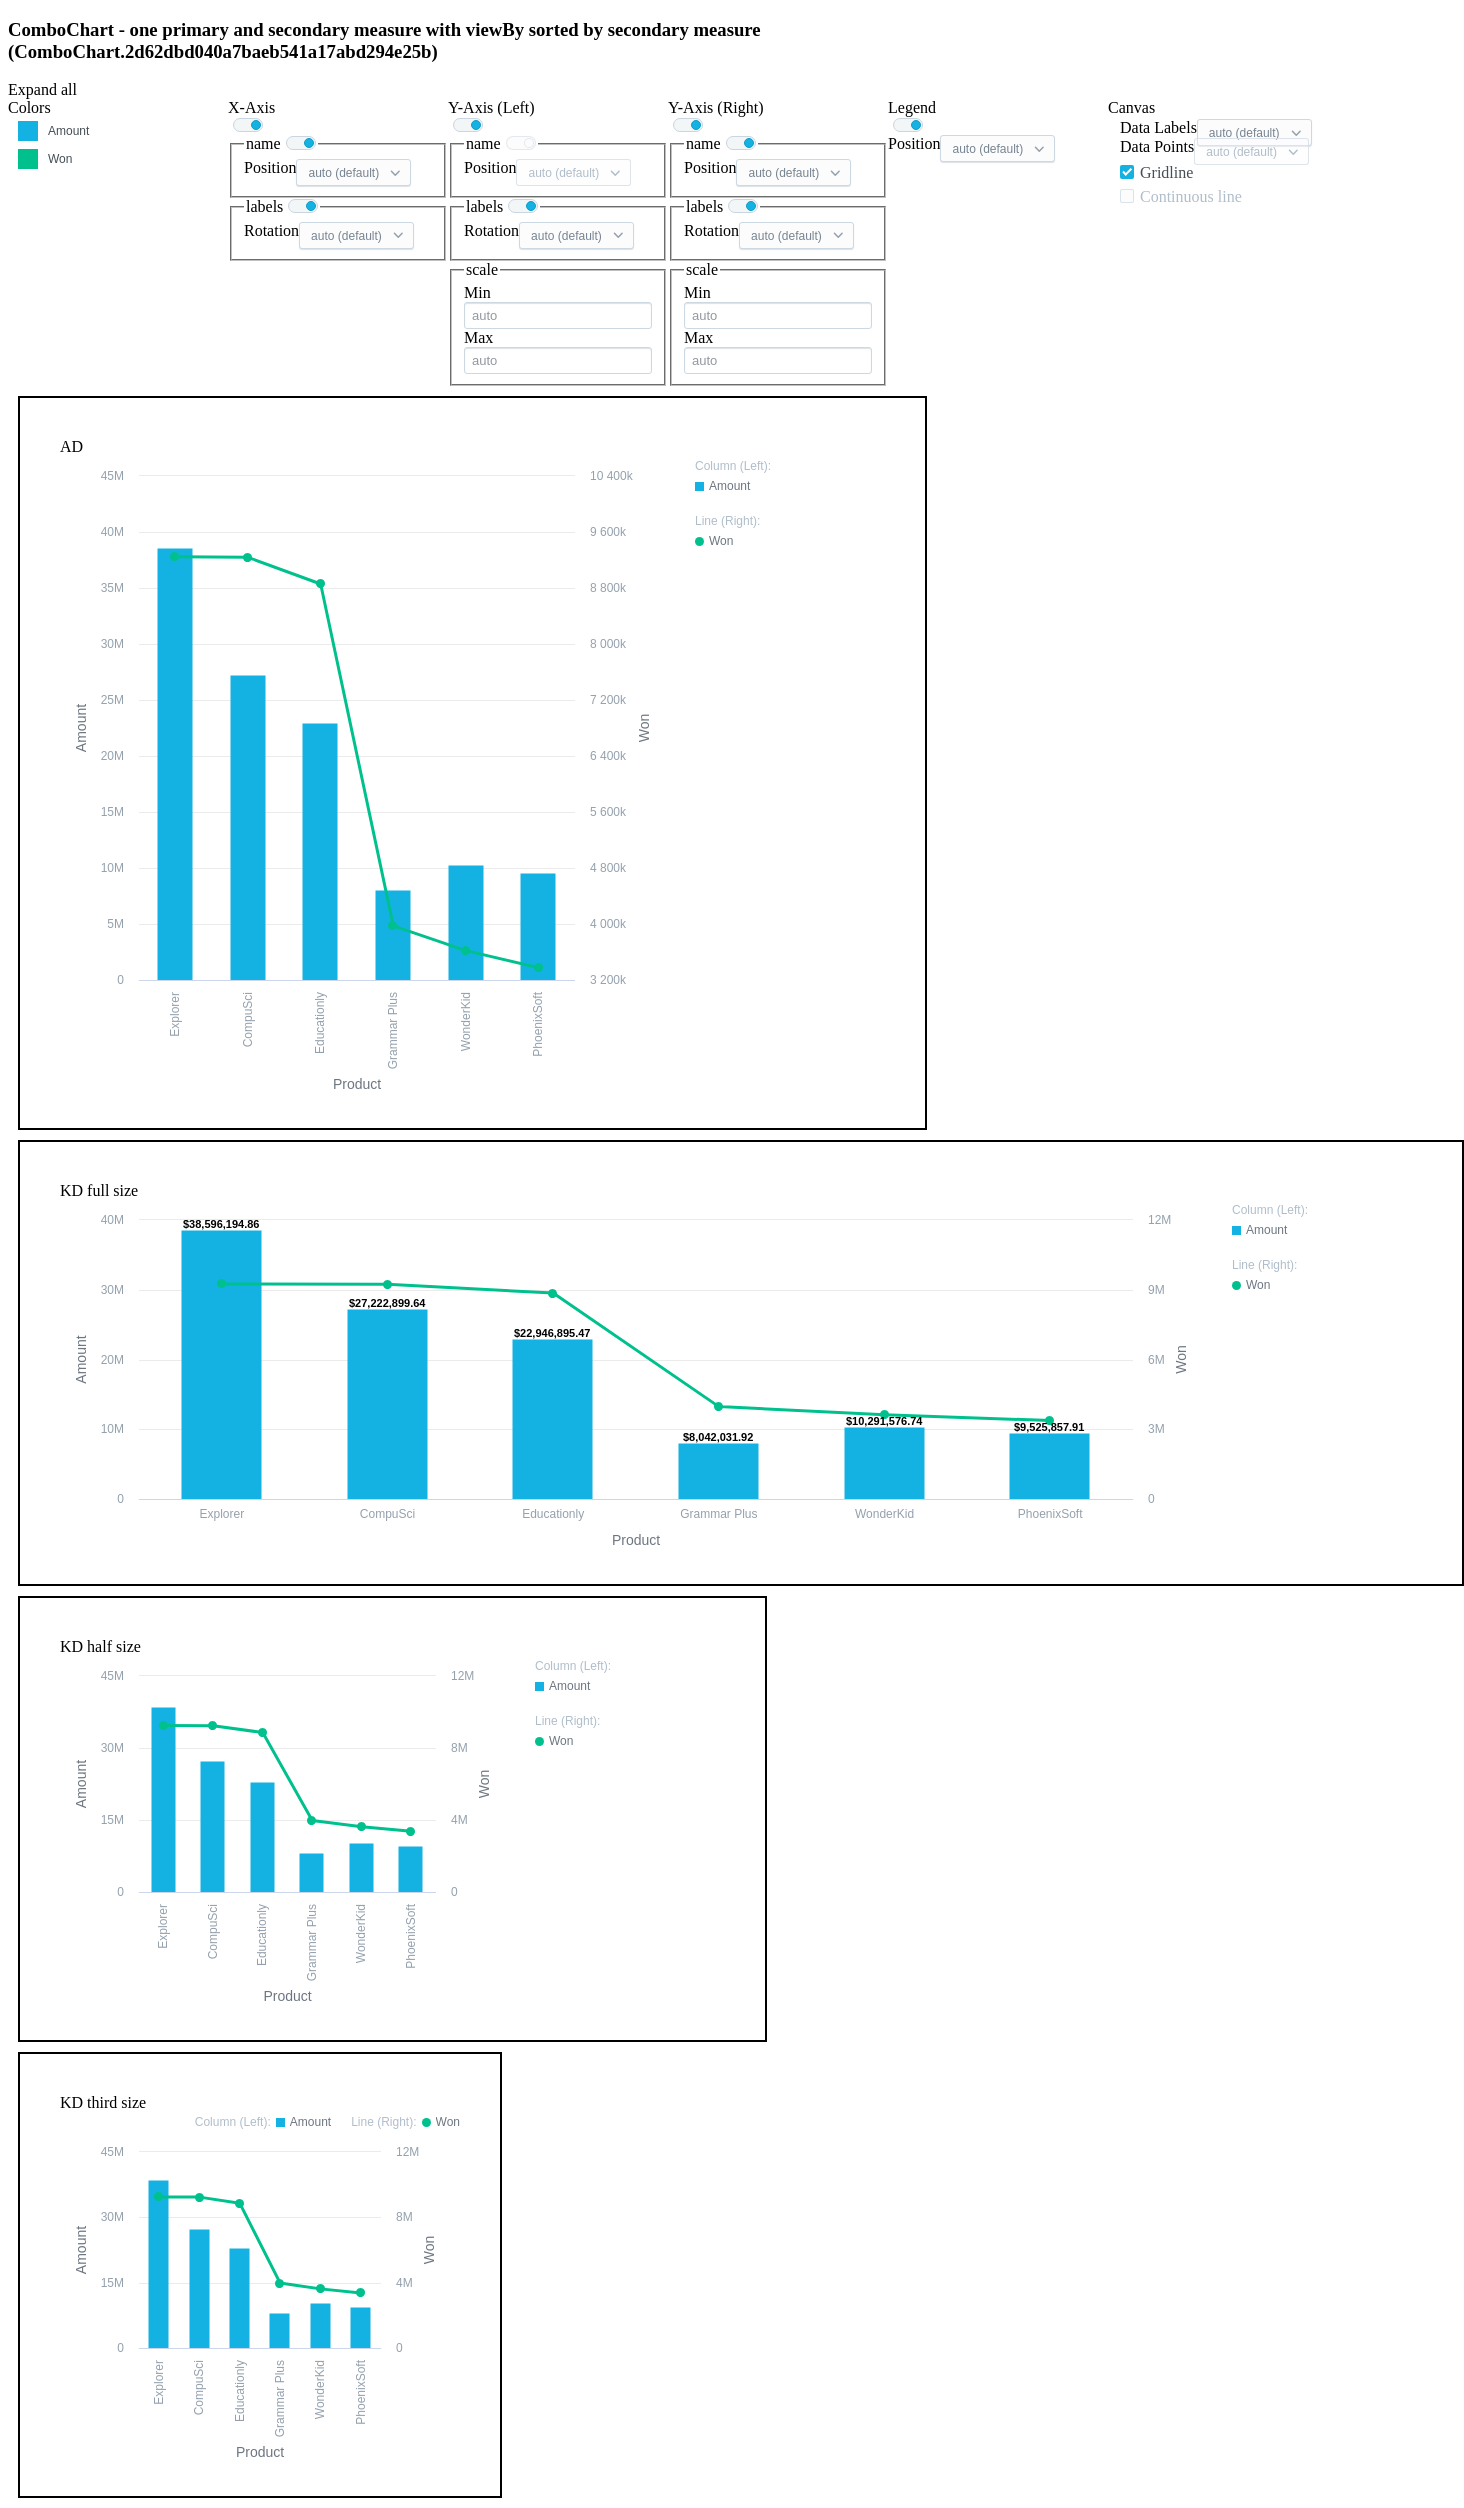 ComboChart - one primary and secondary measure with viewBy sorted by secondary measure
(ComboChart.2d62dbd040a7baeb541a17abd294e25b)
Expand all
Colors
Amount
Won
X-Axis
name
Position auto (default)
labels
Rotation auto (default)
Y-Axis (Left)
name
Position auto (default)
labels
Rotation auto (default)
scale
Min
auto
Max
auto
Y-Axis (Right)
name
Position auto (default)
labels
Rotation auto (default)
scale
Min
auto
Max
auto
Legend
Position auto (default)
Canvas
Data Labels auto (default)
Data Points auto (default)
Gridline
Continuous line
AD
45M
40M
35M
30M
25M
20M
15M
10M
5M
0
Amount
10 400k
9 600k
8 800k
8 000k
7 200k
6 400k
5 600k
4 800k
4 000k
3 200k
Won
Explorer
CompuSci
Educationly
Grammar Plus
WonderKid
PhoenixSoft
Product
Column (Left):
Amount
Line (Right):
Won
KD full size
40M
30M
20M
10M
0
Amount
$38,596,194.86
$27,222,899.64
$22,946,895.47
$8,042,031.92
$10,291,576.74
$9,525,857.91
12M
9M
6M
3M
0
Won
Explorer
CompuSci
Educationly
Grammar Plus
WonderKid
PhoenixSoft
Product
Column (Left):
Amount
Line (Right):
Won
KD half size
45M
30M
15M
0
Amount
12M
8M
4M
0
Won
Explorer
CompuSci
Educationly
Grammar Plus
WonderKid
PhoenixSoft
Product
Column (Left):
Amount
Line (Right):
Won
KD third size
Column (Left): Amount Line (Right): Won
45M
30M
15M
0
Amount
12M
8M
4M
0
Won
Explorer
CompuSci
Educationly
Grammar Plus
WonderKid
PhoenixSoft
Product